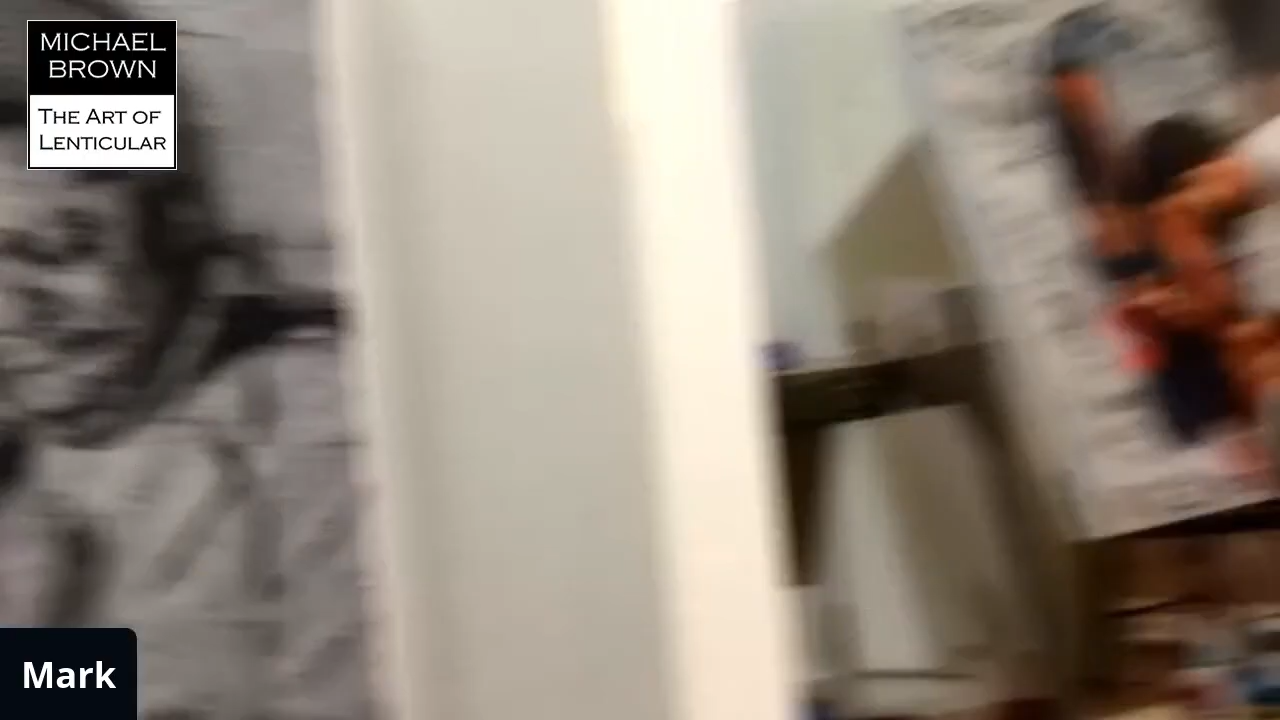 MICHAEL
BROWN
THE ART OF
LENTICULAR
Mark